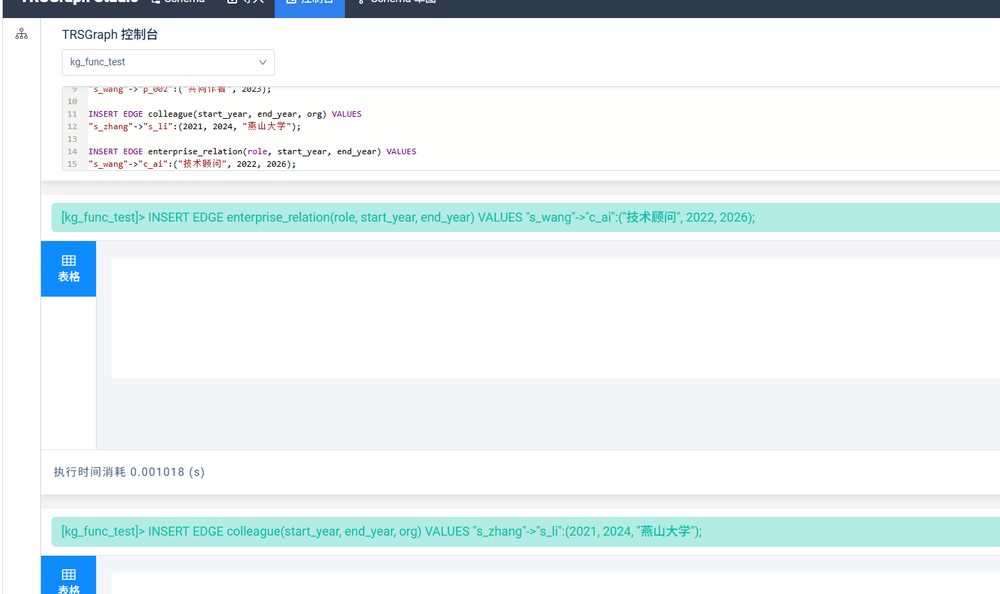 TRSGraph Studio Schema 导入 控制台 Schema 草图
TRSGraph 控制台
kg_func_test
9 "s_wang"->"p_002":("共同作者", 2023);
10
11 INSERT EDGE colleague(start_year, end_year, org) VALUES
12 "s_zhang"->"s_li":(2021, 2024, "燕山大学");
13
14 INSERT EDGE enterprise_relation(role, start_year, end_year) VALUES
15 "s_wang"->"c_ai":("技术顾问", 2022, 2026);
[kg_func_test]> INSERT EDGE enterprise_relation(role, start_year, end_year) VALUES "s_wang"->"c_ai":("技术顾问", 2022, 2026);
表格
执行时间消耗 0.001018 (s)
[kg_func_test]> INSERT EDGE colleague(start_year, end_year, org) VALUES "s_zhang"->"s_li":(2021, 2024, "燕山大学");
表格